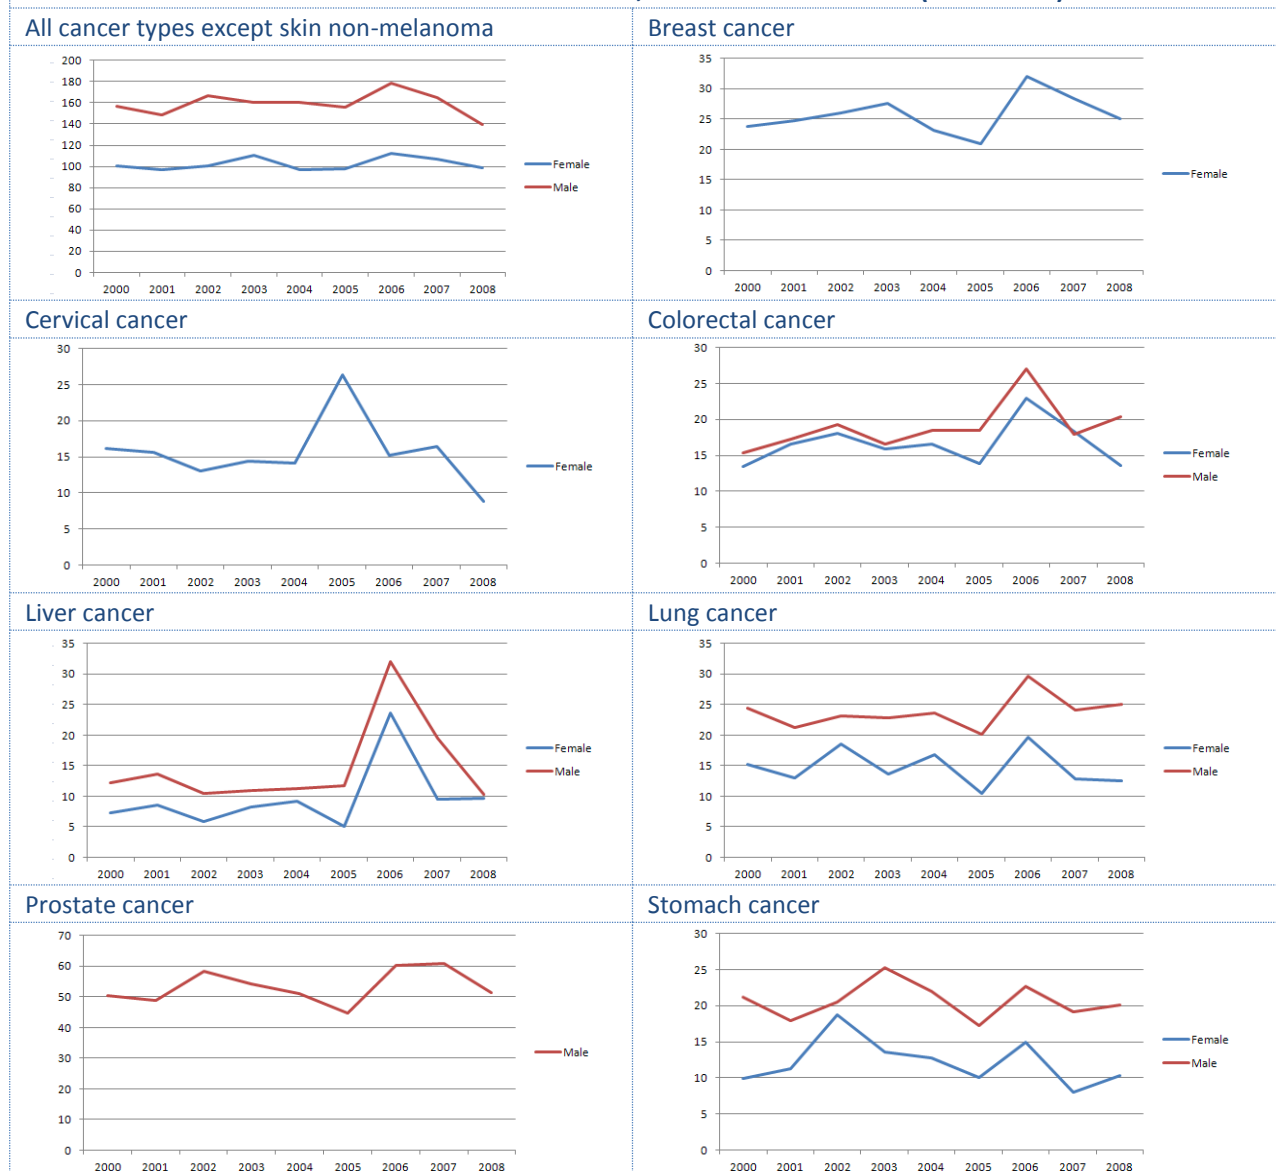 All cancer types except skin non-melanoma
200
180
160
140
120
100
80
60
40
20
0
2000 2001 2002 2003 2004 2005 2006 2007 2008
Female
Male
Breast cancer
35
30
25
20
15
10
5
0
2000 2001 2002 2003 2004 2005 2006 2007 2008
Female
Cervical cancer
30
25
20
15
10
5
0
2000 2001 2002 2003 2004 2005 2006 2007 2008
Female
Colorectal cancer
30
25
20
15
10
5
0
2000 2001 2002 2003 2004 2005 2006 2007 2008
Female
Male
Liver cancer
35
30
25
20
15
10
5
0
2000 2001 2002 2003 2004 2005 2006 2007 2008
Female
Male
Lung cancer
35
30
25
20
15
10
5
0
2000 2001 2002 2003 2004 2005 2006 2007 2008
Female
Male
Prostate cancer
70
60
50
40
30
20
10
0
2000 2001 2002 2003 2004 2005 2006 2007 2008
Male
Stomach cancer
30
25
20
15
10
5
0
2000 2001 2002 2003 2004 2005 2006 2007 2008
Female
Male